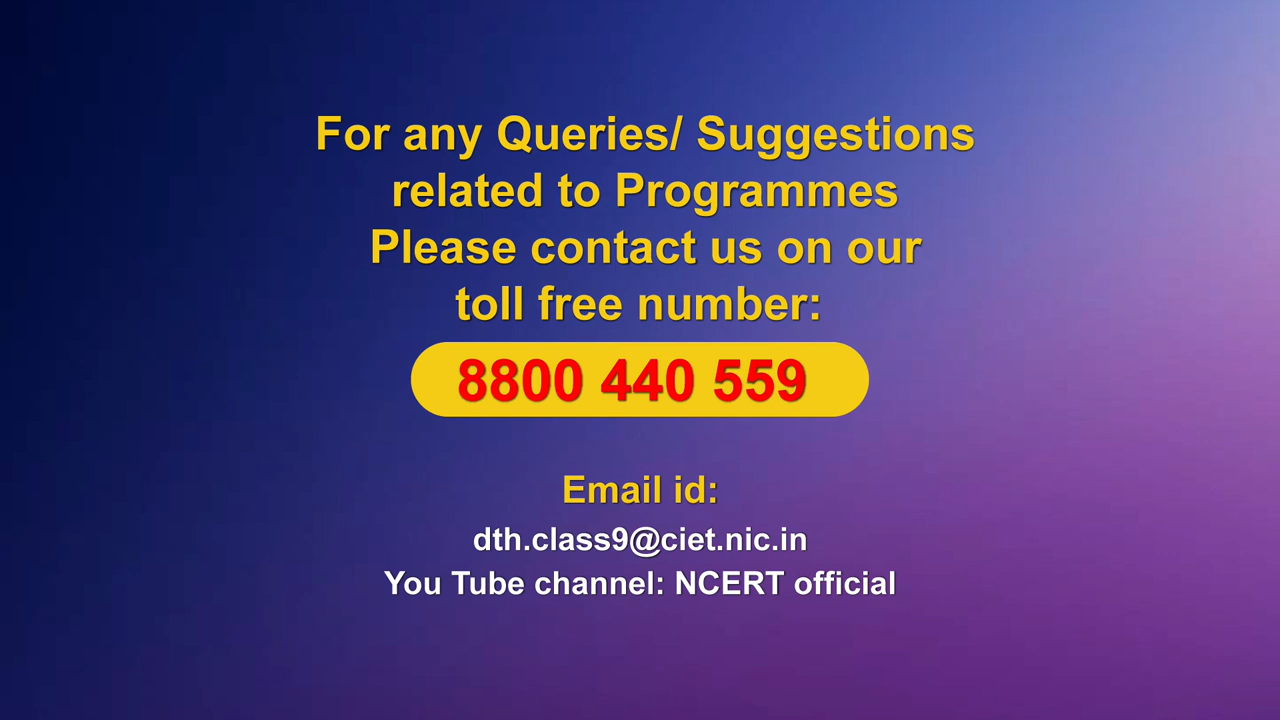 For any Queries/ Suggestions
related to Programmes
Please contact us on our
toll free number:
8800 440 559
Email id:
dth.class9@ciet.nic.in
You Tube channel: NCERT official